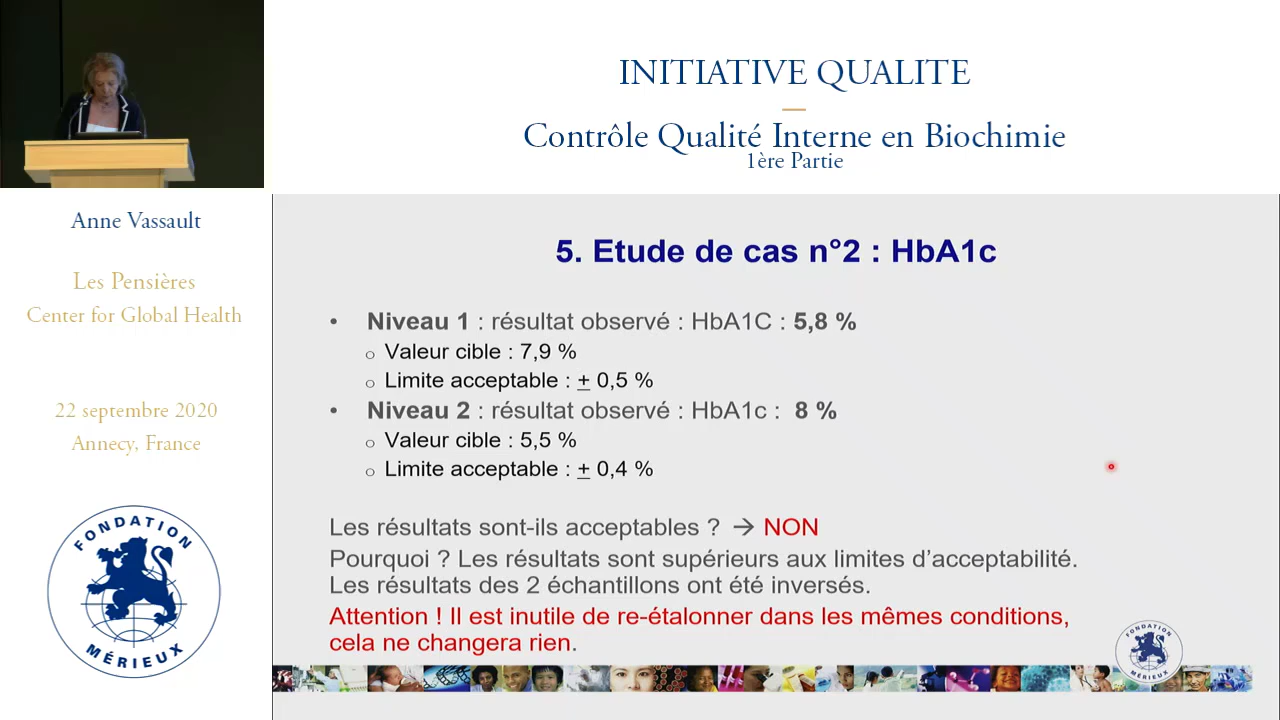 INITIATIVE QUALITE
Contrôle Qualité Interne en Biochimie
1ère Partie
Anne Vassault
Les Pensières
Center for Global Health
22 septembre 2020
Annecy, France
FONDATION
MÉRIEUX
5. Etude de cas n°2 : HbA1c
• Niveau 1 : résultat observé : HbA1C : 5,8 %
o Valeur cible : 7,9 %
o Limite acceptable : ± 0,5 %
• Niveau 2 : résultat observé : HbA1c : 8 %
o Valeur cible : 5,5 %
o Limite acceptable : ± 0,4 %
Les résultats sont-ils acceptables ? → NON
Pourquoi ? Les résultats sont supérieurs aux limites d’acceptabilité.
Les résultats des 2 échantillons ont été inversés.
Attention ! Il est inutile de re-étalonner dans les mêmes conditions,
cela ne changera rien.
FONDATION
MÉRIEUX